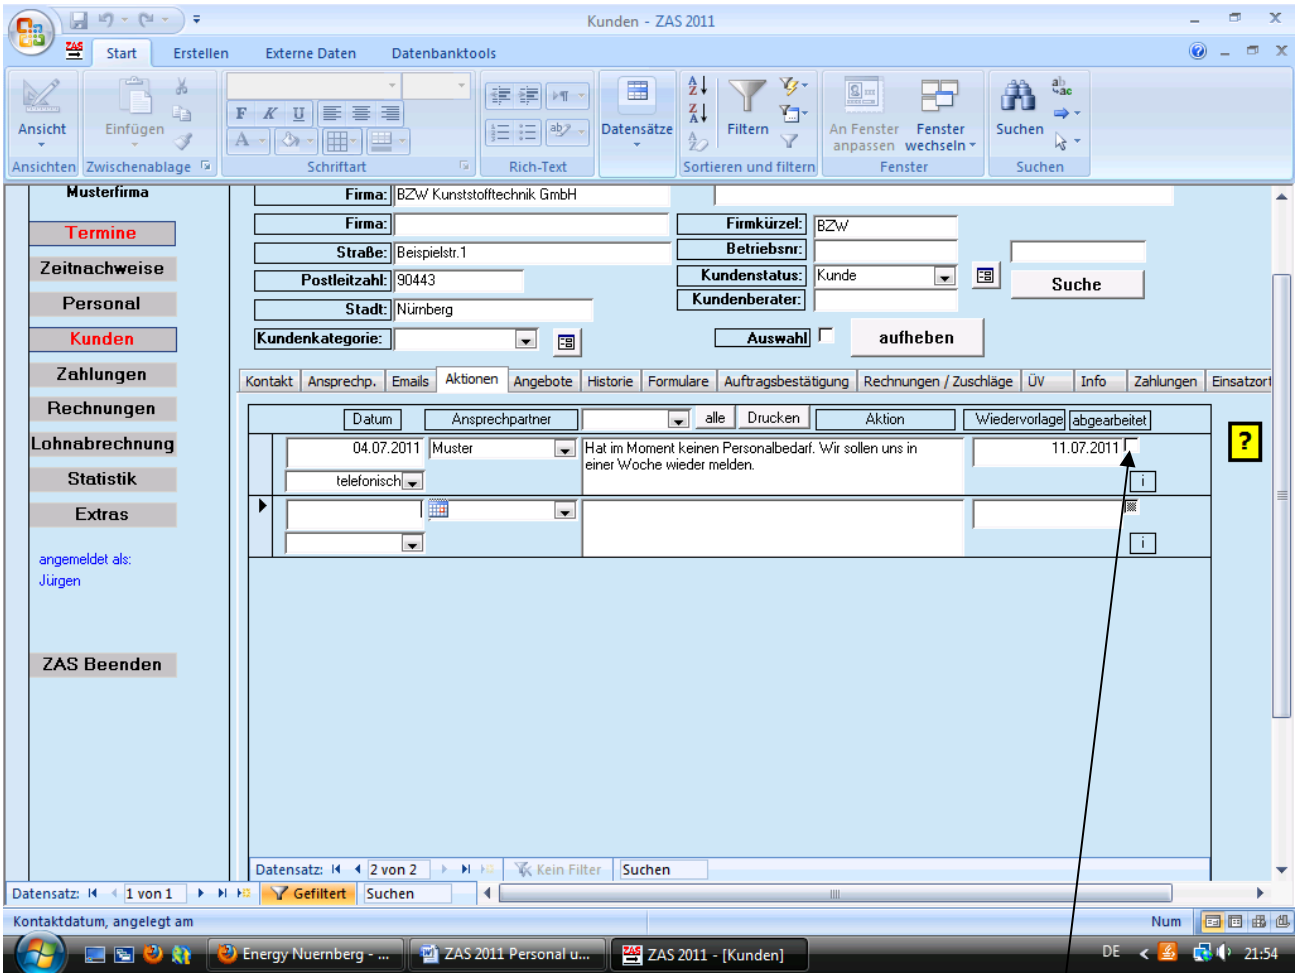 Kunden - ZAS 2011
ZAS Start Erstellen Externe Daten Datenbanktools
Ansicht Einfügen F K U A Datensätze Filtern An Fenster anpassen Fenster wechseln Suchen
Ansichten Zwischenablage Schriftart Rich-Text Sortieren und filtern Fenster Suchen
Musterfirma
Termine
Zeitnachweise
Personal
Kunden
Zahlungen
Rechnungen
Lohnabrechnung
Statistik
Extras
angemeldet als:
Jürgen
ZAS Beenden
Firma: BZW Kunststofftechnik GmbH
Firma: Firmkürzel: BZW
Straße: Beispielstr.1 Betriebsnr:
Postleitzahl: 90443 Kundenstatus: Kunde Suche
Stadt: Nürnberg Kundenberater:
Kundenkategorie: Auswahl aufheben
Kontakt Ansprechp. Emails Aktionen Angebote Historie Formulare Auftragsbestätigung Rechnungen / Zuschläge ÜV Info Zahlungen Einsatzort
Datum Ansprechpartner alle Drucken Aktion Wiedervorlage abgearbeitet
04.07.2011 Muster Hat im Moment keinen Personalbedarf. Wir sollen uns in 11.07.2011 ?
einer Woche wieder melden.
telefonisch i
i
Datensatz: 2 von 2 Kein Filter Suchen
Datensatz: 1 von 1 Gefiltert Suchen
Kontaktdatum, angelegt am Num
Energy Nuernberg - ... ZAS 2011 Personal u... ZAS 2011 - [Kunden] DE 21:54